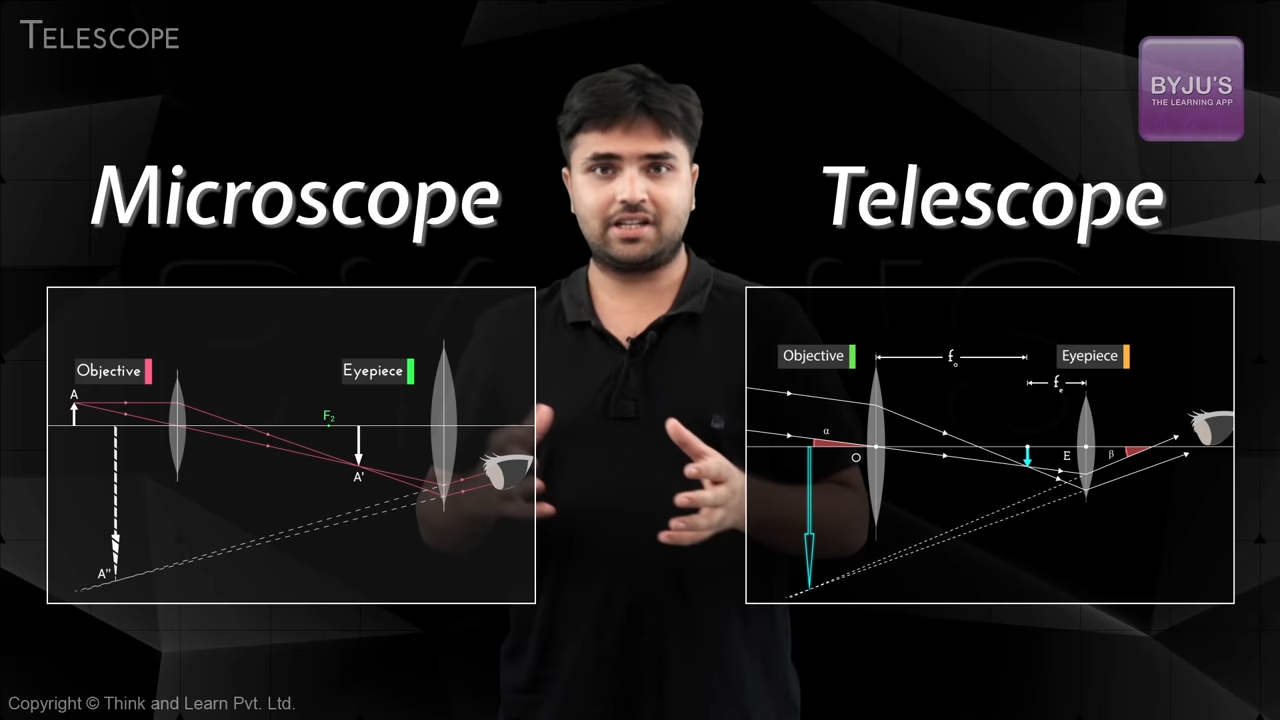 TELESCOPE
BYJU'S
THE LEARNING APP
Microscope
Telescope
Objective
Eyepiece
A
F₂
A'
A"
Objective
fₒ
Eyepiece
fₑ
α
O
E
β
Copyright © Think and Learn Pvt. Ltd.